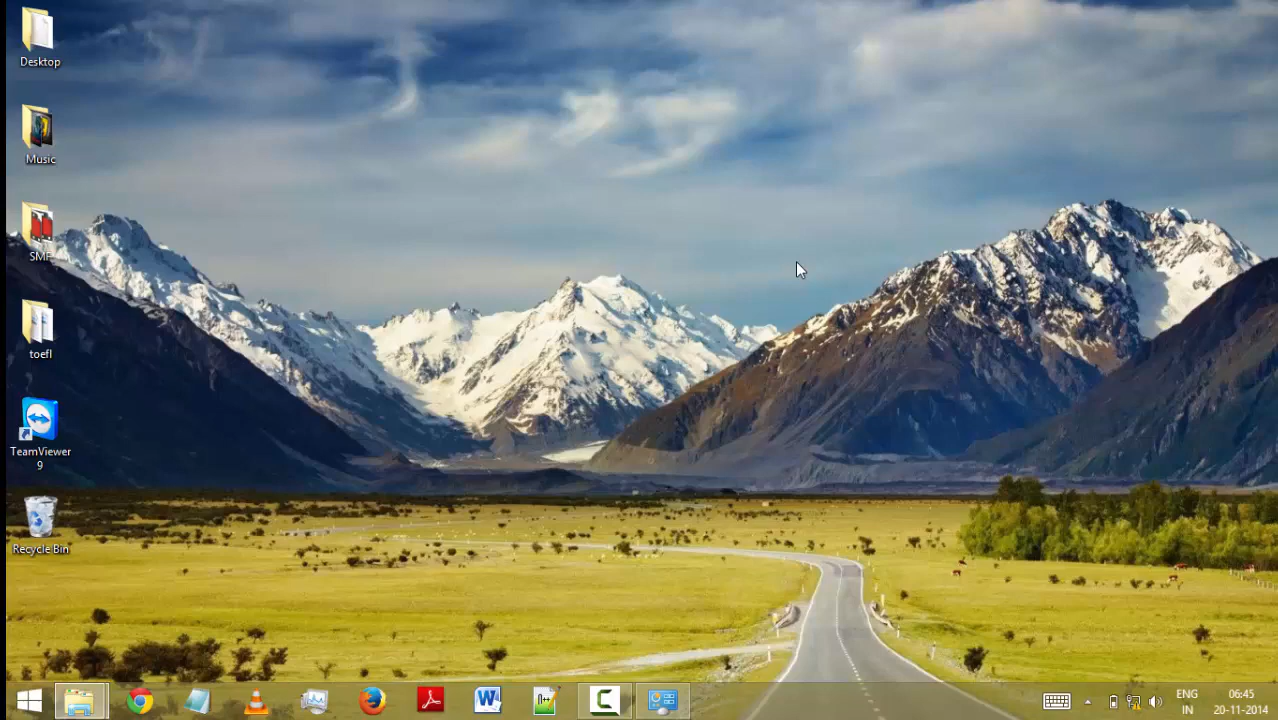 Desktop
Music
SMF
toefl
TeamViewer
9
Recycle Bin
ENG
IN
06:45
20-11-2014